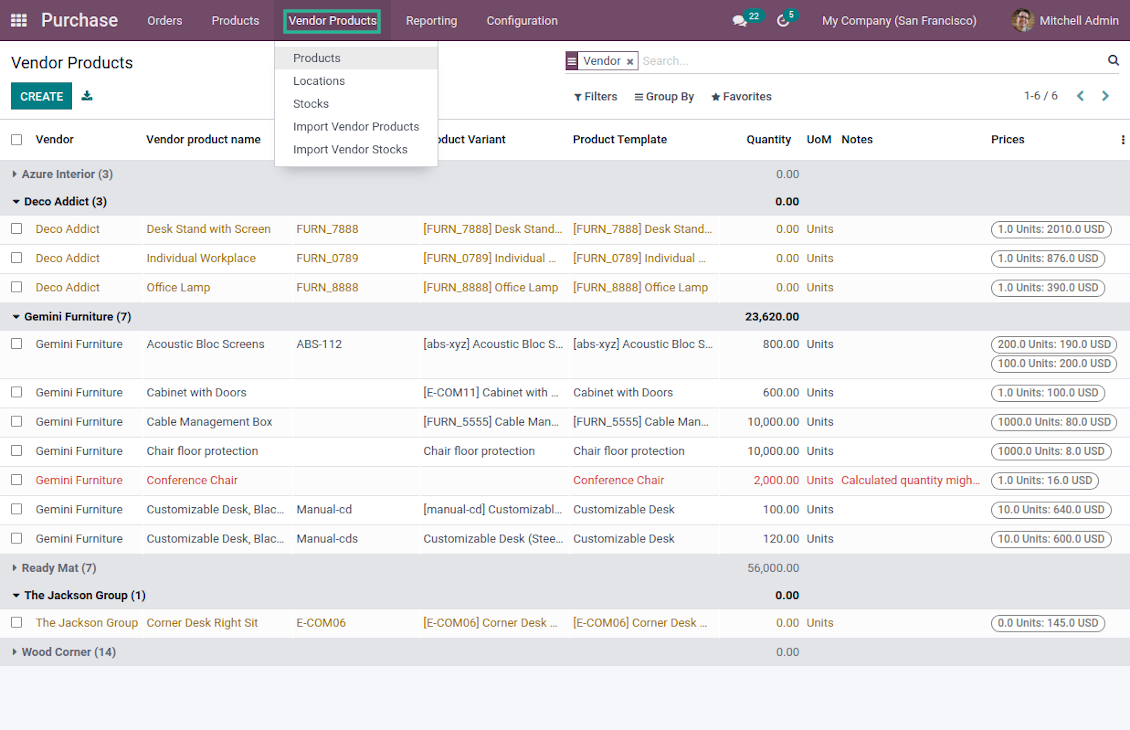 Purchase Orders Products Vendor Products Reporting Configuration 22 5 My Company (San Francisco) Mitchell Admin
Vendor Products
Products
Locations
Stocks
Import Vendor Products
Import Vendor Stocks
Vendor × Search...
CREATE
Filters Group By Favorites 1-6 / 6
Vendor Vendor product name oduct Variant Product Template Quantity UoM Notes Prices
Azure Interior (3) 0.00
Deco Addict (3) 0.00
Deco Addict Desk Stand with Screen FURN_7888 [FURN_7888] Desk Stand... [FURN_7888] Desk Stand... 0.00 Units 1.0 Units: 2010.0 USD
Deco Addict Individual Workplace FURN_0789 [FURN_0789] Individual ... [FURN_0789] Individual ... 0.00 Units 1.0 Units: 876.0 USD
Deco Addict Office Lamp FURN_8888 [FURN_8888] Office Lamp [FURN_8888] Office Lamp 0.00 Units 1.0 Units: 390.0 USD
Gemini Furniture (7) 23,620.00
Gemini Furniture Acoustic Bloc Screens ABS-112 [abs-xyz] Acoustic Bloc S... [abs-xyz] Acoustic Bloc S... 800.00 Units 200.0 Units: 190.0 USD
100.0 Units: 200.0 USD
Gemini Furniture Cabinet with Doors [E-COM11] Cabinet with ... Cabinet with Doors 600.00 Units 1.0 Units: 100.0 USD
Gemini Furniture Cable Management Box [FURN_5555] Cable Man... [FURN_5555] Cable Man... 10,000.00 Units 1000.0 Units: 80.0 USD
Gemini Furniture Chair floor protection Chair floor protection Chair floor protection 10,000.00 Units 1000.0 Units: 8.0 USD
Gemini Furniture Conference Chair Conference Chair 2,000.00 Units Calculated quantity migh... 1.0 Units: 16.0 USD
Gemini Furniture Customizable Desk, Blac... Manual-cd [manual-cd] Customizabl... Customizable Desk 100.00 Units 10.0 Units: 640.0 USD
Gemini Furniture Customizable Desk, Blac... Manual-cds Customizable Desk (Stee... Customizable Desk 120.00 Units 10.0 Units: 600.0 USD
Ready Mat (7) 56,000.00
The Jackson Group (1) 0.00
The Jackson Group Corner Desk Right Sit E-COM06 [E-COM06] Corner Desk ... [E-COM06] Corner Desk ... 0.00 Units 0.0 Units: 145.0 USD
Wood Corner (14) 0.00